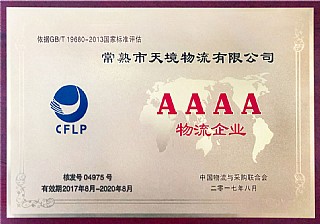 依据GB/T 19680-2013国家标准评估
常熟市天境物流有限公司
CFLP
AAAA
物流企业
核发号 04975 号
有效期2017年8月-2020年8月
中国物流与采购联合会
二〇一七年八月